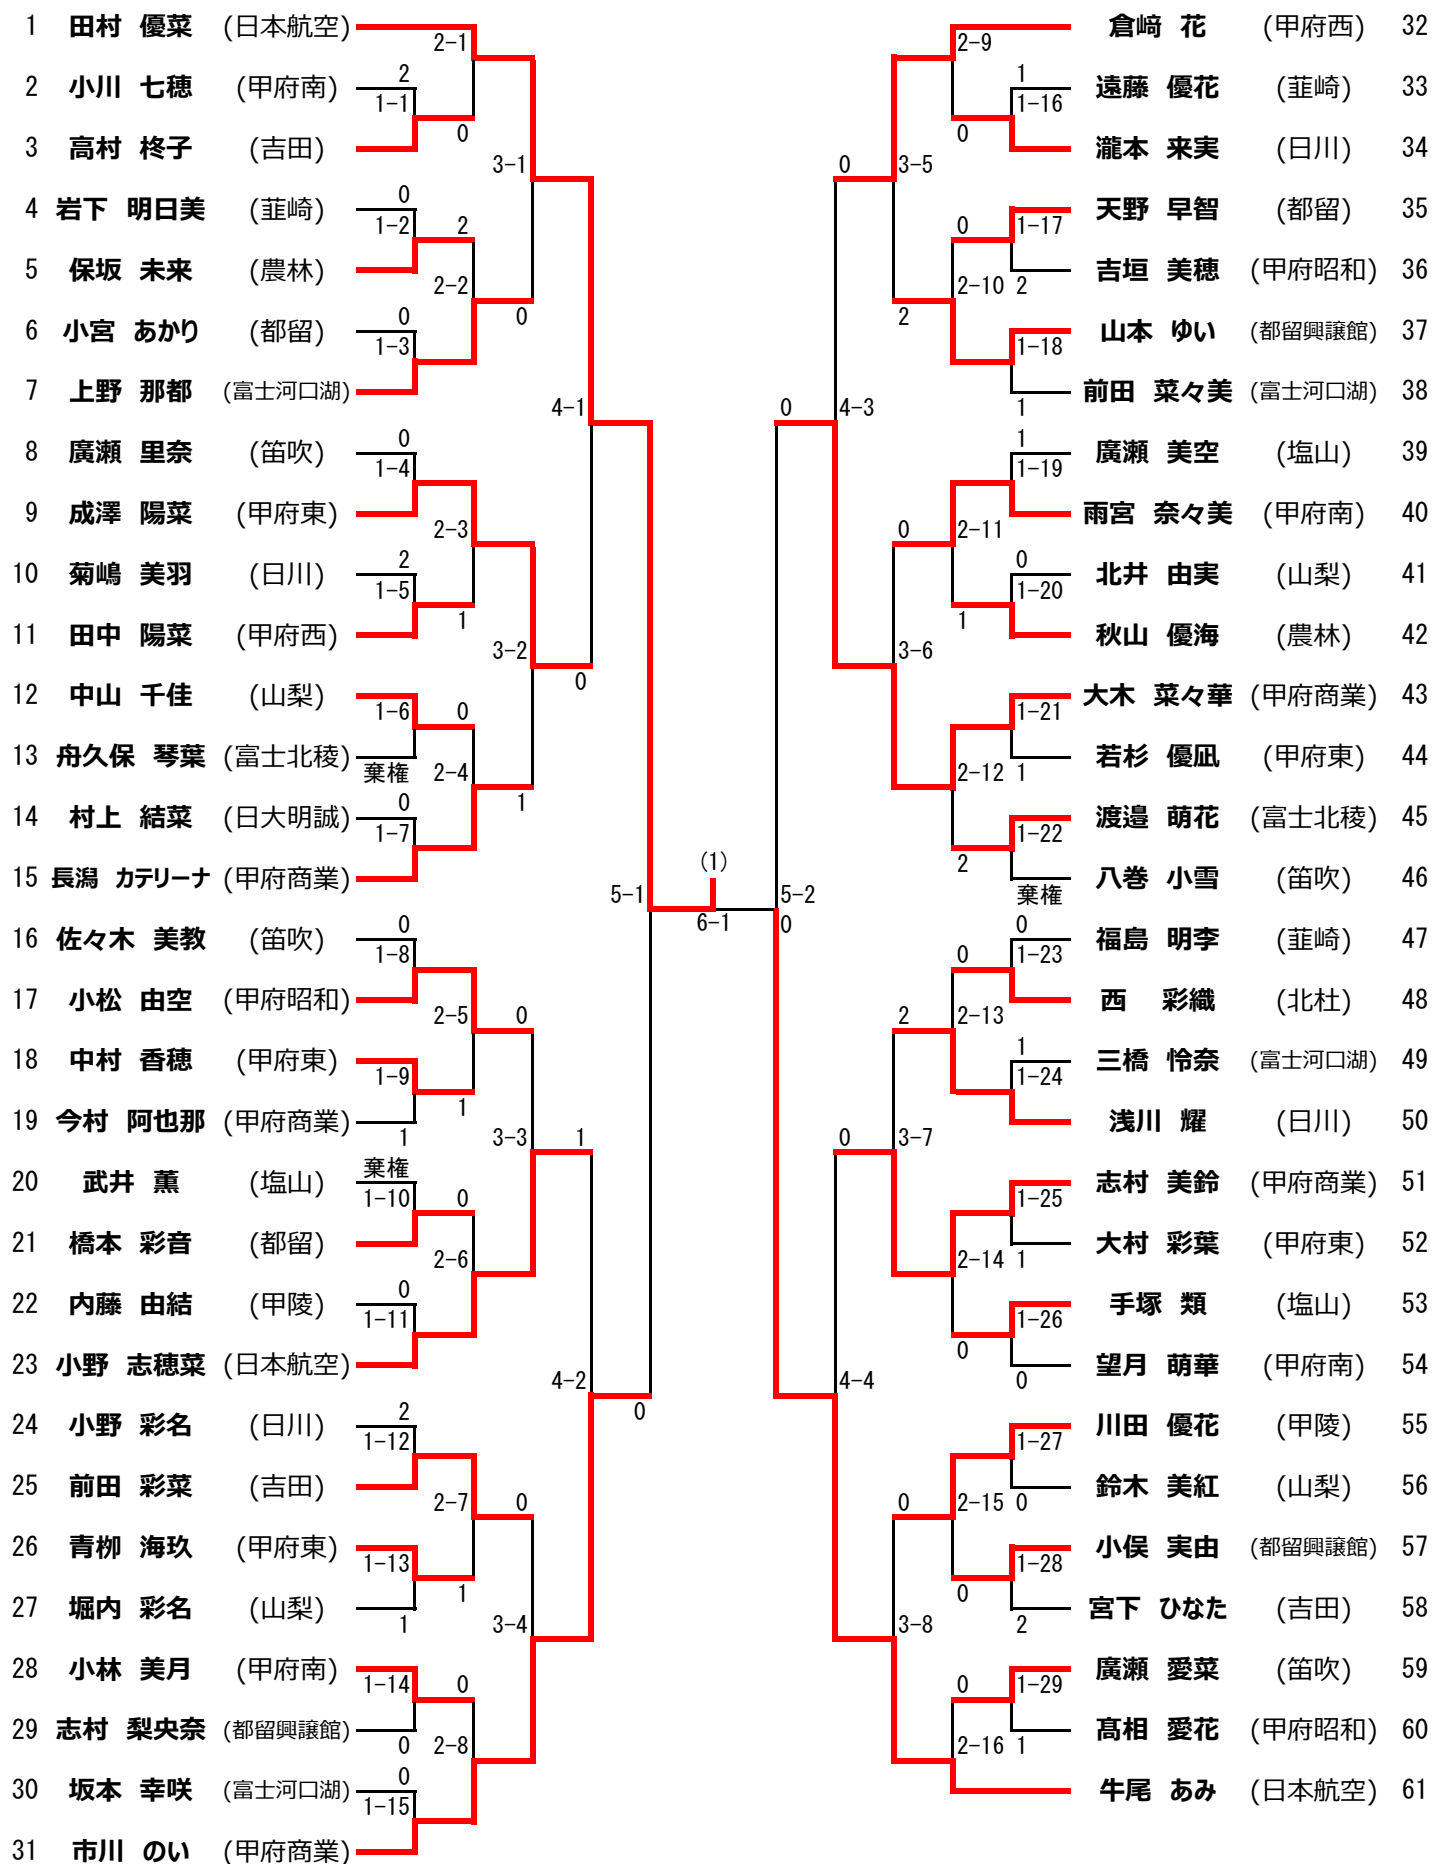 1 田村 優菜 (日本航空) 倉﨑 花 (甲府西) 32
2-1 2-9
2 小川 七穂 (甲府南) 2 1 遠藤 優花 (韮崎) 33
1-1 1-16
0 0
3 高村 柊子 (吉田) 瀧本 来実 (日川) 34
3-1 0 3-5
4 岩下 明日美 (韮崎) 0 天野 早智 (都留) 35
1-2 2 0 1-17
5 保坂 未来 (農林) 吉垣 美穂 (甲府昭和) 36
2-2 2-10 2
6 小宮 あかり (都留) 0 0 2 山本 ゆい (都留興譲館) 37
1-3 1-18
7 上野 那都 (富士河口湖) 前田 菜々美 (富士河口湖) 38
4-1 0 4-3 1
8 廣瀬 里奈 (笛吹) 0 1 廣瀬 美空 (塩山) 39
1-4 1-19
9 成澤 陽菜 (甲府東) 雨宮 奈々美 (甲府南) 40
2-3 0 2-11
10 菊嶋 美羽 (日川) 2 0 北井 由実 (山梨) 41
1-5 1-20
1 1
11 田中 陽菜 (甲府西) 秋山 優海 (農林) 42
3-2 0 3-6
12 中山 千佳 (山梨) 大木 菜々華 (甲府商業) 43
1-6 0 1-21
13 舟久保 琴葉 (富士北稜) 若杉 優凪 (甲府東) 44
棄権 2-4 2-12 1
14 村上 結菜 (日大明誠) 0 1 渡邉 萌花 (富士北稜) 45
1-7 1-22
15 長潟 カテリーナ (甲府商業) (1) 2 八巻 小雪 (笛吹) 46
5-1 6-1 5-2 0 棄権
16 佐々木 美教 (笛吹) 0 0 福島 明李 (韮崎) 47
1-8 0 1-23
17 小松 由空 (甲府昭和) 西 彩織 (北杜) 48
2-5 0 2 2-13
18 中村 香穂 (甲府東) 1 三橋 怜奈 (富士河口湖) 49
1-9 1 1-24
19 今村 阿也那 (甲府商業) 浅川 耀 (日川) 50
1 3-3 1 0 3-7
20 武井 薫 (塩山) 棄権 志村 美鈴 (甲府商業) 51
1-10 0 1-25
21 橋本 彩音 (都留) 大村 彩葉 (甲府東) 52
2-6 2-14 1
22 内藤 由結 (甲陵) 0 手塚 類 (塩山) 53
1-11 1-26
0
23 小野 志穂菜 (日本航空) 望月 萌華 (甲府南) 54
4-2 0 4-4 0
24 小野 彩名 (日川) 2 川田 優花 (甲陵) 55
1-12 1-27
25 前田 彩菜 (吉田) 鈴木 美紅 (山梨) 56
2-7 0 0 2-15 0
26 青栁 海玖 (甲府東) 小俣 実由 (都留興譲館) 57
1-13 1-28
1 0
27 堀内 彩名 (山梨) 宮下 ひなた (吉田) 58
1 3-4 3-8 2
28 小林 美月 (甲府南) 廣瀬 愛菜 (笛吹) 59
1-14 0 0 1-29
29 志村 梨央奈 (都留興譲館) 髙相 愛花 (甲府昭和) 60
0 2-8 2-16 1
30 坂本 幸咲 (富士河口湖) 0 牛尾 あみ (日本航空) 61
1-15
31 市川 のい (甲府商業)